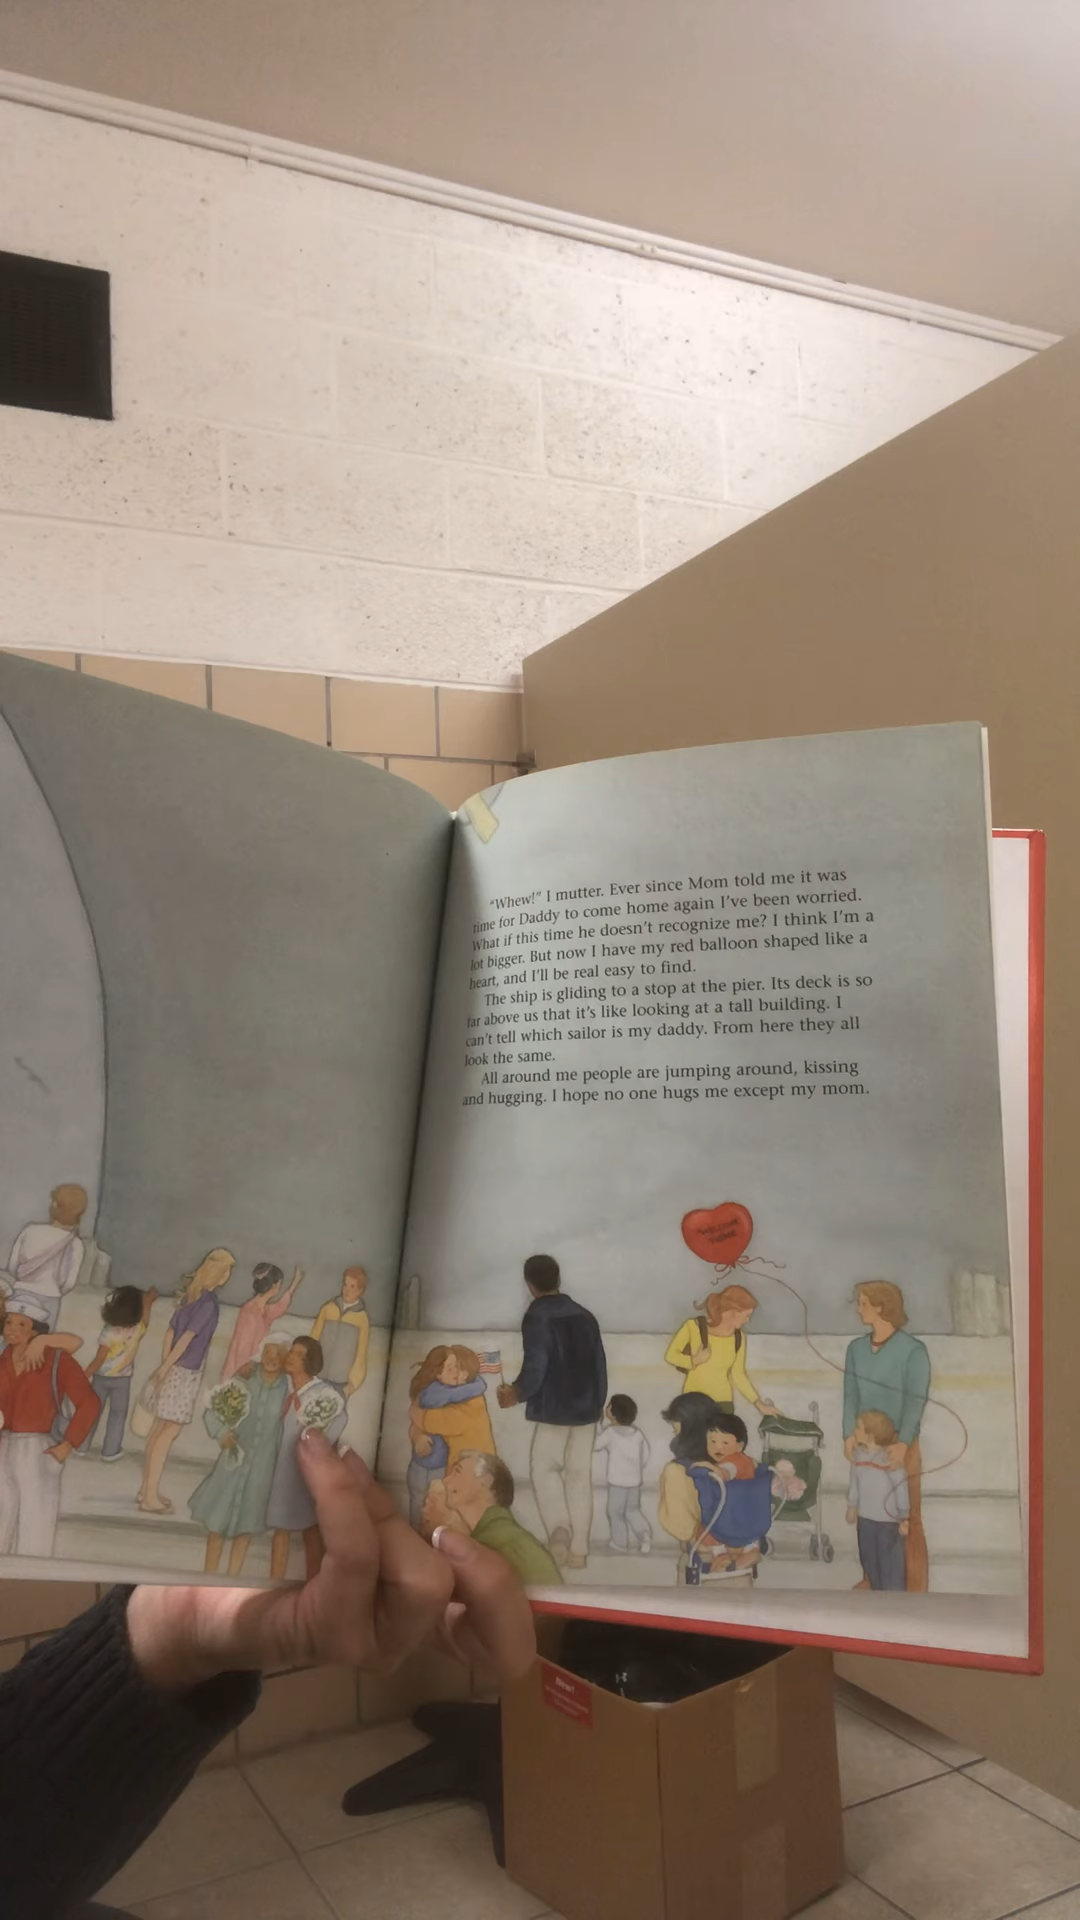 "Whew!" I mutter. Ever since Mom told me it was
time for Daddy to come home again I've been worried.
What if this time he doesn't recognize me? I think I'm a
lot bigger. But now I have my red balloon shaped like a
heart, and I'll be real easy to find.
The ship is gliding to a stop at the pier. Its deck is so
far above us that it's like looking at a tall building. I
can't tell which sailor is my daddy. From here they all
look the same.
All around me people are jumping around, kissing
and hugging. I hope no one hugs me except my mom.
WELCOME
HOME
New!